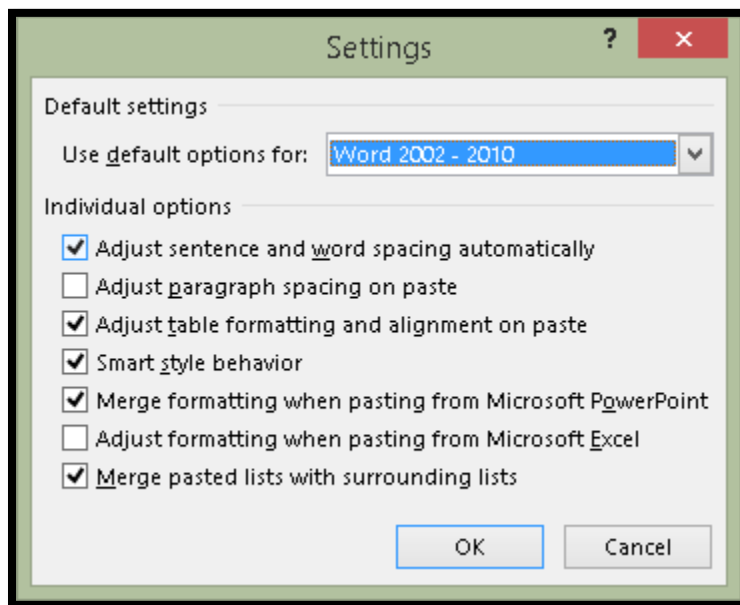 Settings
?
Default settings
Use default options for: Word 2002 - 2010
Individual options
Adjust sentence and word spacing automatically
Adjust paragraph spacing on paste
Adjust table formatting and alignment on paste
Smart style behavior
Merge formatting when pasting from Microsoft PowerPoint
Adjust formatting when pasting from Microsoft Excel
Merge pasted lists with surrounding lists
OK Cancel